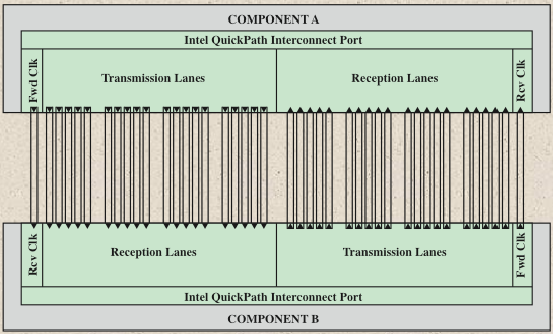 COMPONENT A
Intel QuickPath Interconnect Port
Fwd Clk
Transmission Lanes
Reception Lanes
Rcv Clk
Rcv Clk
Reception Lanes
Transmission Lanes
Fwd Clk
Intel QuickPath Interconnect Port
COMPONENT B